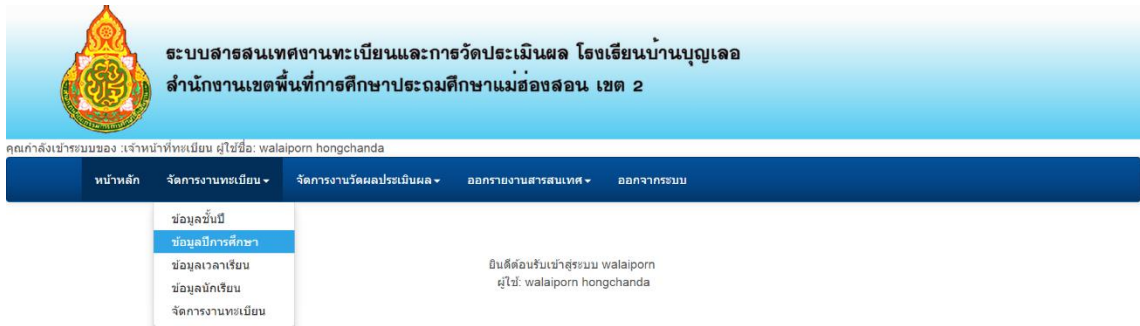 ระบบสารสนเทศงานทะเบียนและการวัดประเมินผล โรงเรียนบ้านบุญเลอ
สำนักงานเขตพื้นที่การศึกษาประถมศึกษาแม่ฮ่องสอน เขต 2
คุณกำลังเข้าระบบของ :เจ้าหน้าที่ทะเบียน ผู้ใช้ชื่อ: walaiporn hongchanda
หน้าหลัก จัดการงานทะเบียน จัดการงานวัดผลประเมินผล ออกรายงานสารสนเทศ ออกจากระบบ
ข้อมูลชั้นปี
ข้อมูลปีการศึกษา
ข้อมูลเวลาเรียน
ข้อมูลนักเรียน
จัดการงานทะเบียน
ยินดีต้อนรับเข้าสู่ระบบ walaiporn
ผู้ใช้: walaiporn hongchanda